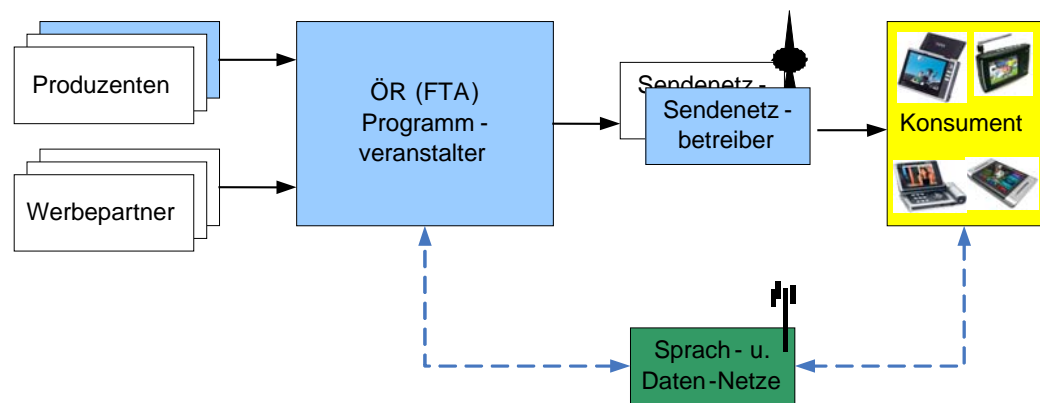 Produzenten
Werbepartner
ÖR (FTA)
Programm -
veranstalter
Sendenetz -
Sendenetz -
betreiber
Konsument
Sprach - u.
Daten -Netze